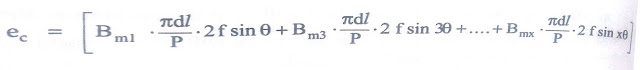 e_c = [ B_m1 · πdl/P · 2 f sin θ + B_m3 · πdl/P · 2 f sin 3θ + .... + B_mx · πdl/P · 2 f sin xθ ]